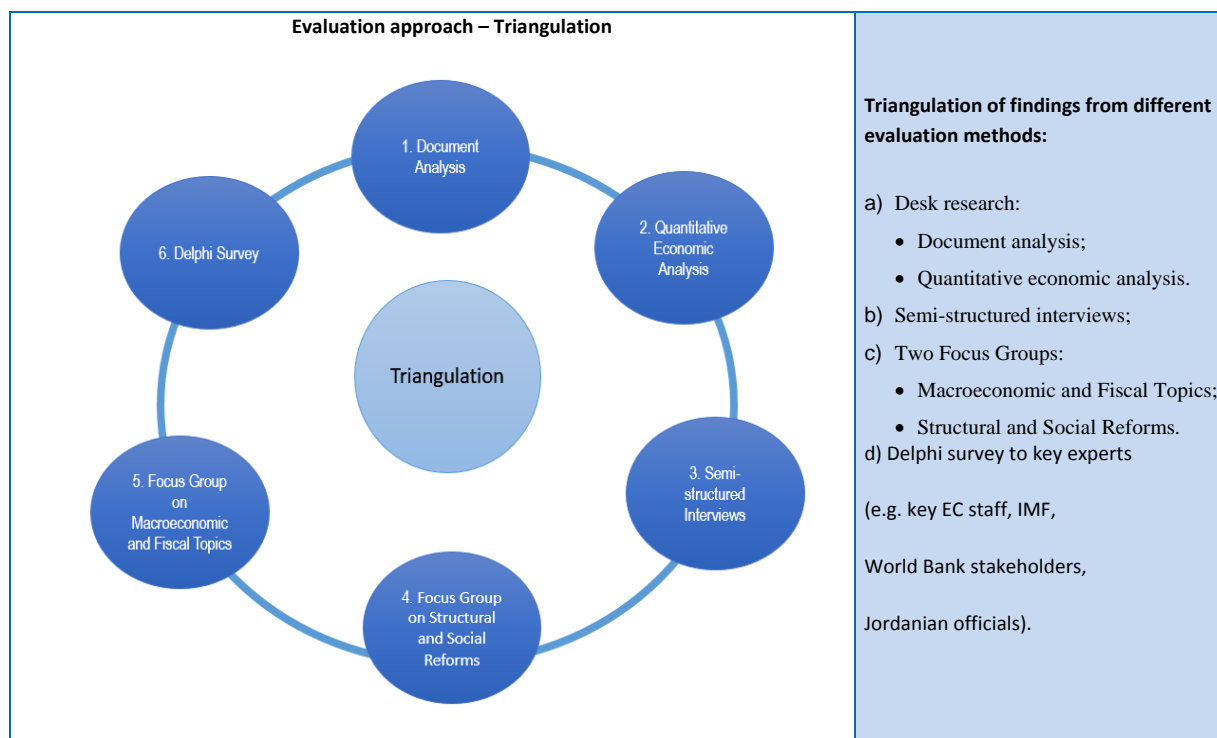 Evaluation approach – Triangulation
1. Document
Analysis
2. Quantitative
Economic
Analysis
3. Semi-
structured
Interviews
4. Focus Group
on Structural
and Social
Reforms
5. Focus Group
on
Macroeconomic
and Fiscal Topics
6. Delphi Survey
Triangulation
Triangulation of findings from different
evaluation methods:
a) Desk research:
• Document analysis;
• Quantitative economic analysis.
b) Semi-structured interviews;
c) Two Focus Groups:
• Macroeconomic and Fiscal Topics;
• Structural and Social Reforms.
d) Delphi survey to key experts
(e.g. key EC staff, IMF,
World Bank stakeholders,
Jordanian officials).